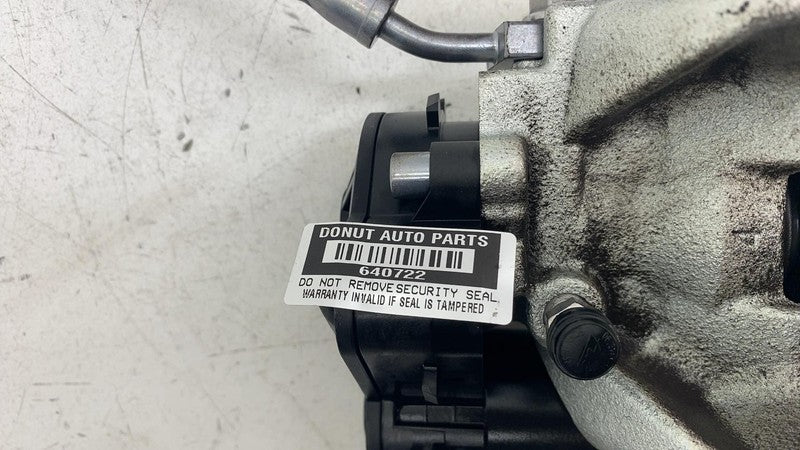 DONUT AUTO PARTS
640722
DO NOT REMOVE SECURITY SEAL
WARRANTY INVALID IF SEAL IS TAMPERED